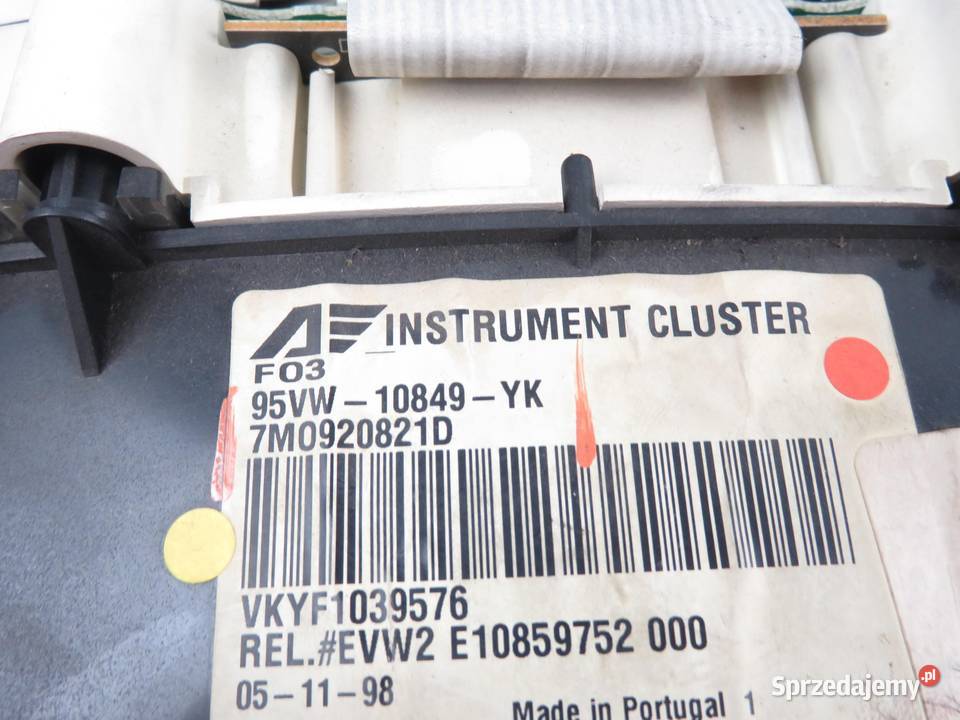 INSTRUMENT CLUSTER
F03
95VW-10849-YK
7M0920821D
VKYF1039576
REL.#EVW2 E10859752 000
05-11-98
Made in Portugal 1
Sprzedajemy.pl